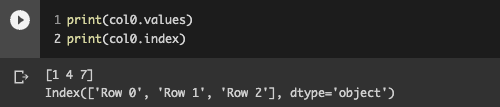 1 print(col0.values)
2 print(col0.index)
[1 4 7]
Index(['Row 0', 'Row 1', 'Row 2'], dtype='object')